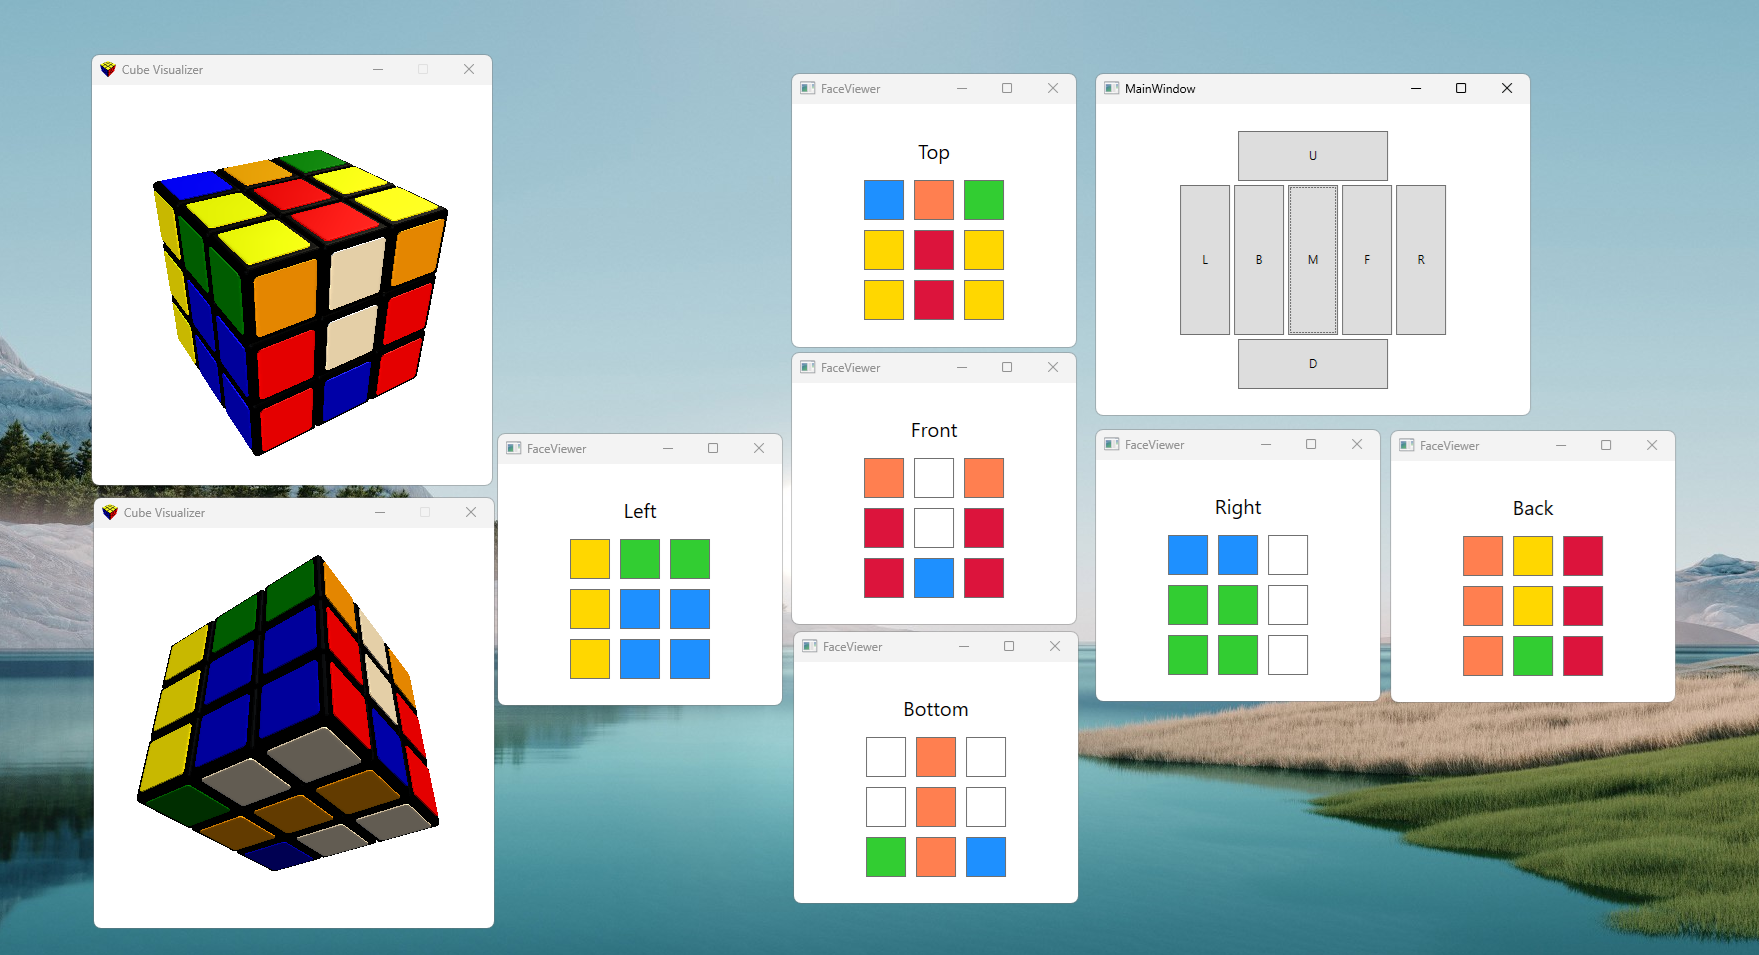 Cube Visualizer
FaceViewer
Top
MainWindow
U
L B M F R
D
FaceViewer
Front
FaceViewer
Left
FaceViewer
Right
FaceViewer
Back
Cube Visualizer
FaceViewer
Bottom